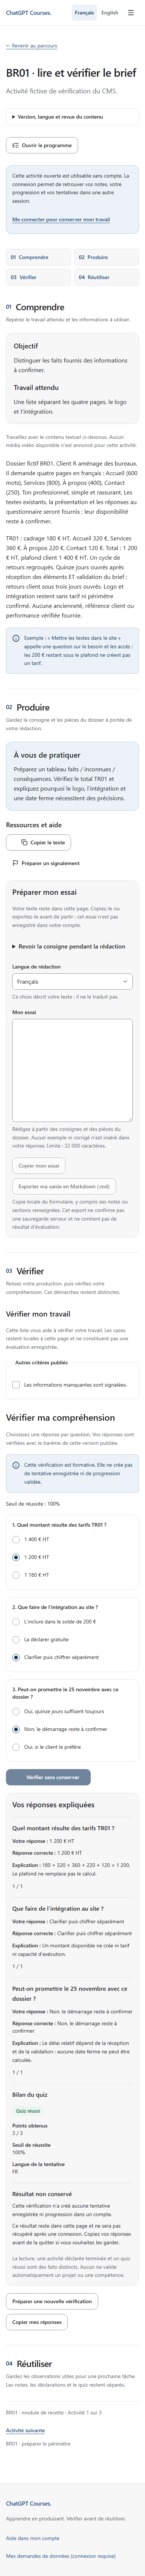 ChatGPT Courses.
Français English
← Revenir au parcours
BR01 · lire et vérifier le brief
Activité fictive de vérification du CMS.
▸ Version, langue et revue du contenu
Ouvrir le programme
Cette activité ouverte est utilisable sans compte. La
connexion permet de retrouver vos notes, votre
progression et vos tentatives dans une autre
session.
Me connecter pour conserver mon travail
01 Comprendre
02 Produire
03 Vérifier
04 Réutiliser
01 Comprendre
Repérez le travail attendu et les informations à utiliser.
Objectif
Distinguer les faits fournis des informations
à confirmer.
Travail attendu
Une liste séparant les quatre pages, le logo
et l'intégration.
Travaillez avec le contenu textuel ci-dessous. Aucun
média vidéo disponible n'est annoncé pour cette activité.
Dossier fictif BR01. Client R aménage des bureaux.
Il demande quatre pages en français : Accueil (600
mots), Services (800), À propos (400), Contact
(250). Ton professionnel, simple et rassurant. Les
textes existants, la présentation et les réponses au
questionnaire seront fournis ; leur disponibilité
reste à confirmer.
TR01 : cadrage 180 € HT, Accueil 320 €, Services
360 €, À propos 220 €, Contact 120 €. Total : 1 200
€ HT, plafond client 1 400 € HT. Un cycle de
retours regroupés. Quinze jours ouvrés après
réception des éléments ET validation du brief ;
retours client sous trois jours ouvrés. Logo et
intégration restent sans tarif ni périmètre
confirmé. Aucune ancienneté, référence client ou
performance vérifiée fournie.
Exemple : « Mettre les textes dans le site »
appelle une question sur le besoin et les accès ;
les 200 € restant sous le plafond ne créent pas
un tarif.
02 Produire
Gardez la consigne et les pièces du dossier à portée de
votre rédaction.
À vous de pratiquer
Préparez un tableau faits / inconnues /
conséquences. Vérifiez le total TR01 et
expliquez pourquoi le logo, l'intégration et
une date ferme nécessitent des précisions.
Ressources et aide
Copier le texte
Préparer un signalement
Préparer mon essai
Votre texte reste dans cette page. Copiez-le ou
exportez-le avant de partir : cet essai n'est pas
enregistré dans votre compte.
▸ Revoir la consigne pendant la rédaction
Langue de rédaction
Français
Ce choix décrit votre texte ; il ne le traduit pas.
Mon essai
Rédigez à partir des consignes et des pièces du
dossier. Aucun exemple ni corrigé n'est inséré dans
votre réponse. Limite : 32 000 caractères.
Copier mon essai
Exporter ma saisie en Markdown (.md)
Copie locale du formulaire, y compris ses notes ou
sections renseignées. Cet export ne confirme pas
une sauvegarde serveur et ne contient pas de
résultat d'évaluation.
03 Vérifier
Relisez votre production, puis vérifiez votre
compréhension. Ces démarches restent distinctes.
Vérifier mon travail
Cette liste vous aide à vérifier votre travail. Les cases
restent locales à cette page et ne constituent pas une
évaluation enregistrée.
Autres critères publiés
Les informations manquantes sont signalées.
Vérifier ma compréhension
Choisissez une réponse par question. Vos réponses sont
vérifiées avec le barème de cette version publiée.
Cette vérification est formative. Elle ne crée pas
de tentative enregistrée ni de progression
validée.
Seuil de réussite : 100%
1. Quel montant résulte des tarifs TR01 ?
1 400 € HT
1 200 € HT
1 180 € HT
2. Que faire de l'intégration au site ?
L'inclure dans le solde de 200 €
La déclarer gratuite
Clarifier puis chiffrer séparément
3. Peut-on promettre le 25 novembre avec ce
dossier ?
Oui, quinze jours suffisent toujours
Non, le démarrage reste à confirmer
Oui, si le client le préfère
Vérifier sans conserver
Vos réponses expliquées
Quel montant résulte des tarifs TR01 ?
Votre réponse : 1 200 € HT
Réponse correcte : 1 200 € HT
Explication : 180 + 320 + 360 + 220 + 120 = 1 200.
Le plafond ne remplace pas le calcul.
1 / 1
Que faire de l'intégration au site ?
Votre réponse : Clarifier puis chiffrer séparément
Réponse correcte : Clarifier puis chiffrer séparément
Explication : Un montant disponible ne crée ni tarif
ni capacité d'exécution.
1 / 1
Peut-on promettre le 25 novembre avec ce
dossier ?
Votre réponse : Non, le démarrage reste à confirmer
Réponse correcte : Non, le démarrage reste à
confirmer
Explication : Le délai relatif dépend de la réception
et de la validation : aucune date ferme ne peut être
calculée.
1 / 1
Bilan du quiz
Quiz réussi
Points obtenus
3 / 3
Seuil de réussite
100%
Langue de la tentative
FR
Résultat non conservé
Cette vérification n'a créé aucune tentative
enregistrée ni progression dans un compte.
Ce résultat reste dans cette page et ne sera pas
récupéré après une connexion. Copiez vos réponses
avant de la quitter si vous souhaitez les garder.
La lecture, une activité déclarée terminée et un quiz
réussi sont des faits distincts. Aucun ne valide
automatiquement un projet ou une compétence.
Préparer une nouvelle vérification
Copier mes réponses
04 Réutiliser
Gardez les observations utiles pour une prochaine tâche.
Les notes, les déclarations et le quiz restent séparés.
BR01 · module de recette · Activité 1 sur 3
Activité suivante
BR01 · préparer le périmètre
ChatGPT Courses.
Apprendre en produisant. Vérifier avant de réutiliser.
Aide dans mon compte
Mes demandes de données (connexion requise)